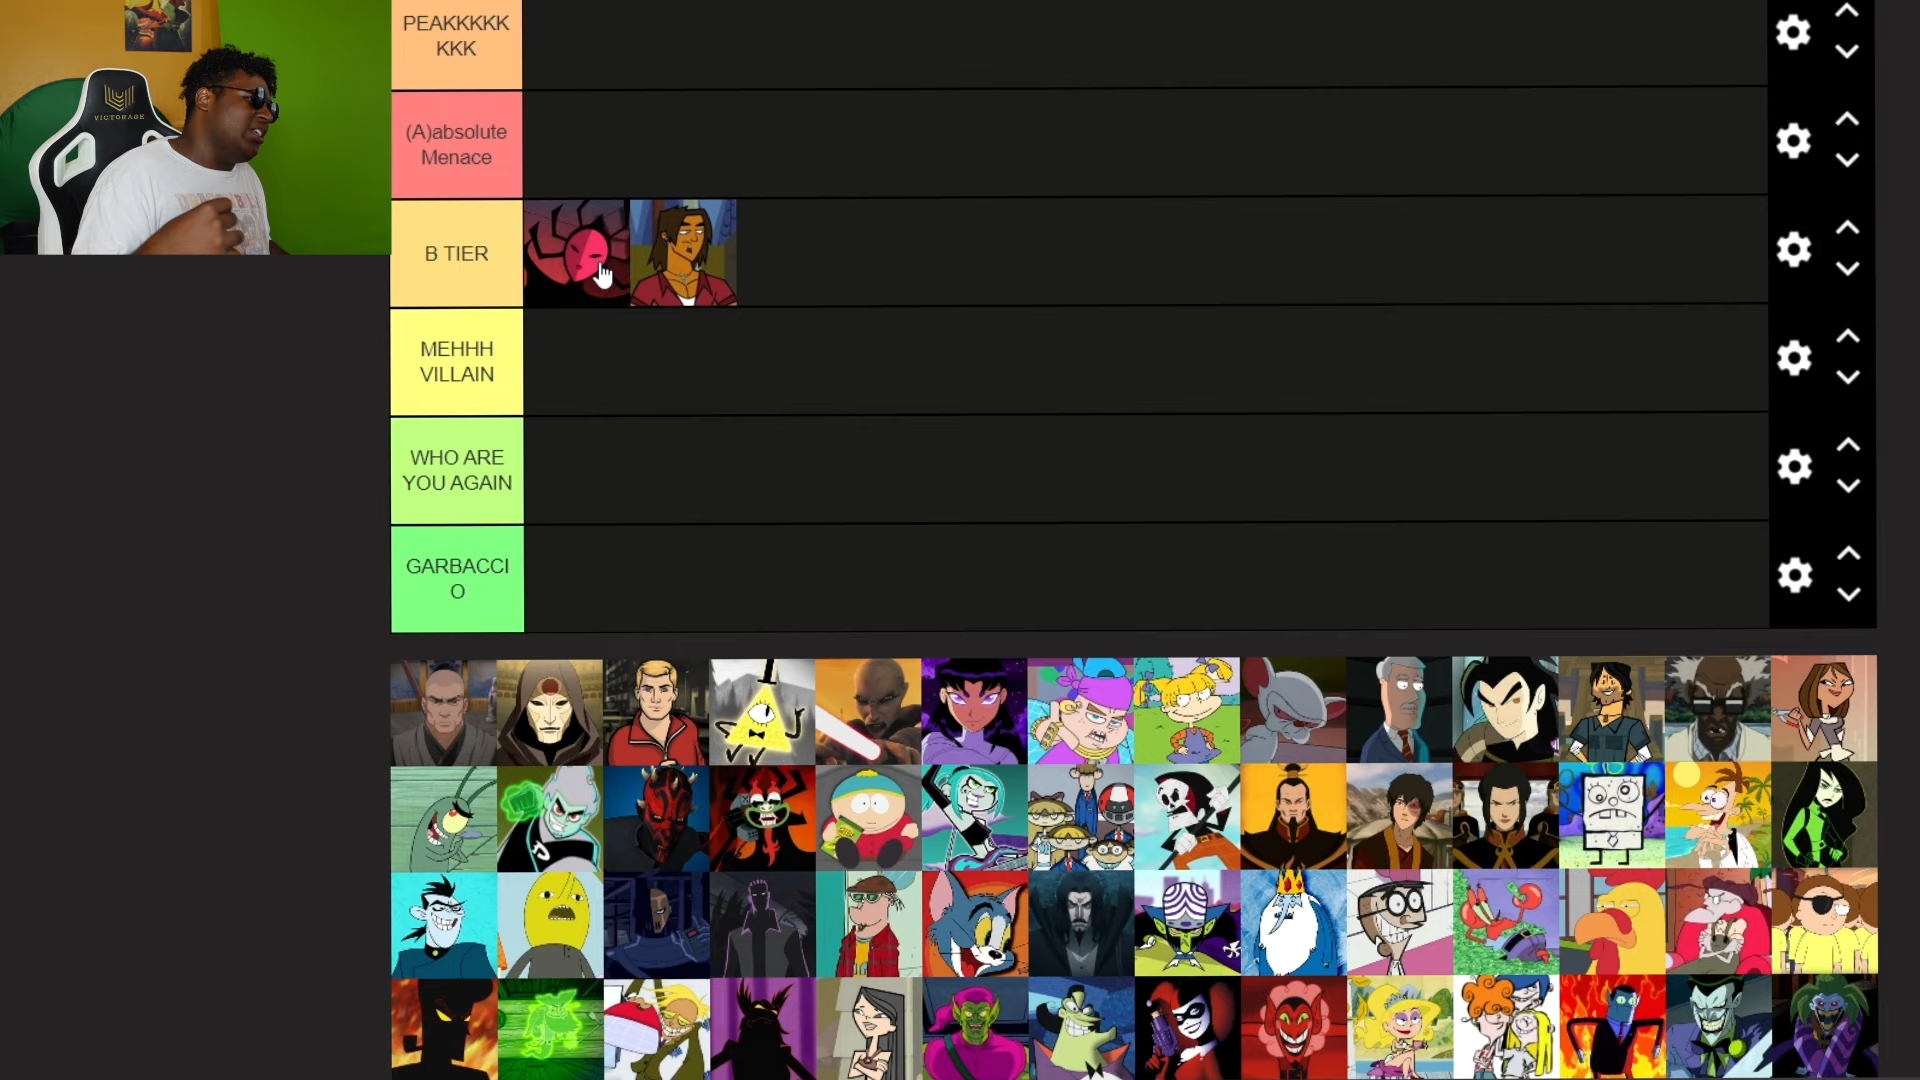 PEAKKKKK
KKK
(A)absolute
Menace
B TIER
MEHHH
VILLAIN
WHO ARE
YOU AGAIN
GARBACCI
O
VICTORAGE